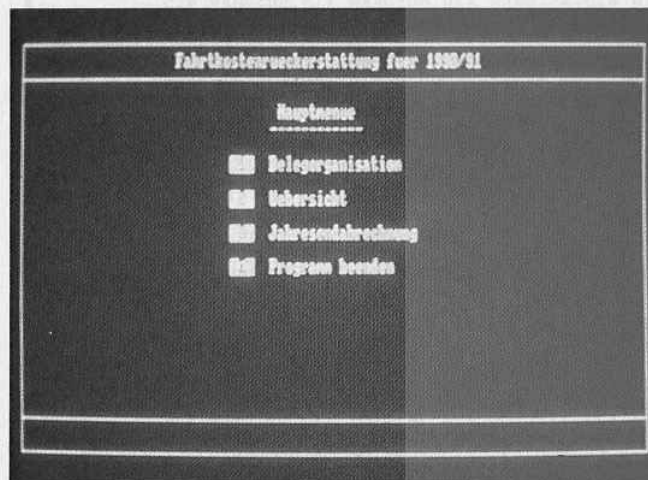 Fahrtkostenrueckerstattung fuer 1990/91
Hauptmenue
Belegorganisation
Uebersicht
Jahresendabrechnung
Programm beenden